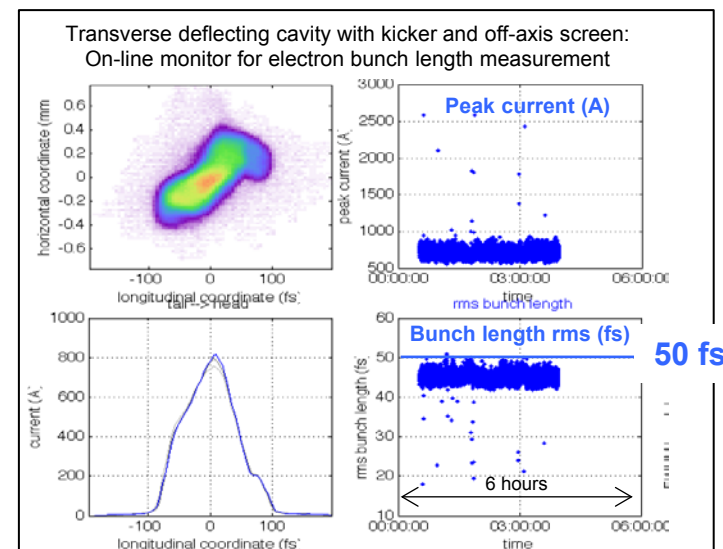 Transverse deflecting cavity with kicker and off-axis screen:
On-line monitor for electron bunch length measurement
horizontal coordinate (mm
0.6
0.4
0.2
0
-0.2
-0.4
-0.6
-100
0
100
longitudinal coordinate (fs)
tail --> head
Peak current (A)
peak current (A)
3000
2500
2000
1500
1000
500
00:00:00
03:00:00
06:00:00
time
current (A)
1000
800
600
400
200
0
-100
0
100
longitudinal coordinate (fs)
rms bunch length
Bunch length rms (fs)
50 fs
rms bunch length (fs)
60
50
40
30
20
10
6 hours
00:00:00
03:00:00
06:00:00
time